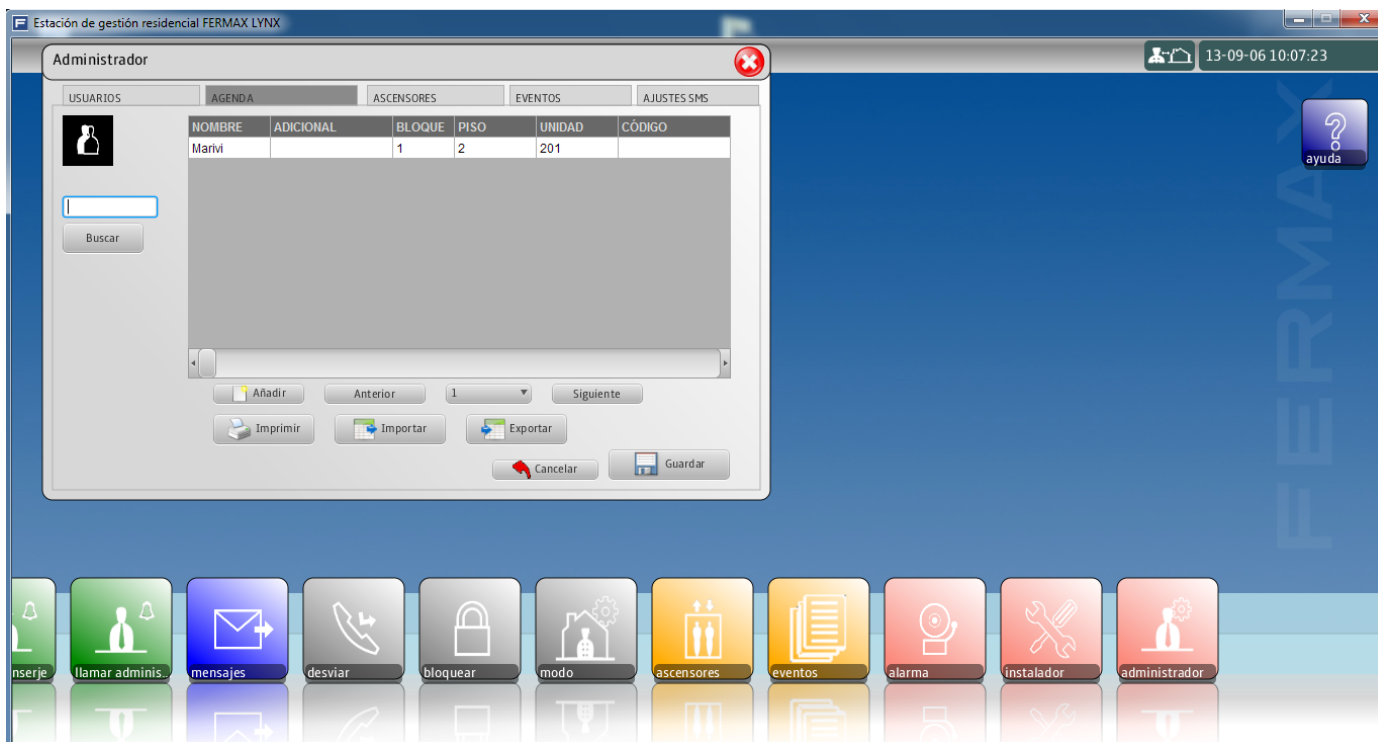 Estación de gestión residencial FERMAX LYNX
Administrador
13-09-06 10:07:23
USUARIOS AGENDA ASCENSORES EVENTOS AJUSTES SMS
NOMBRE ADICIONAL BLOQUE PISO UNIDAD CÓDIGO
Marivi 1 2 201
ayuda
Buscar
Añadir Anterior 1 Siguiente
Imprimir Importar Exportar
Cancelar Guardar
FERMAX
nserje llamar adminis.. mensajes desviar bloquear modo ascensores eventos alarma instalador administrador